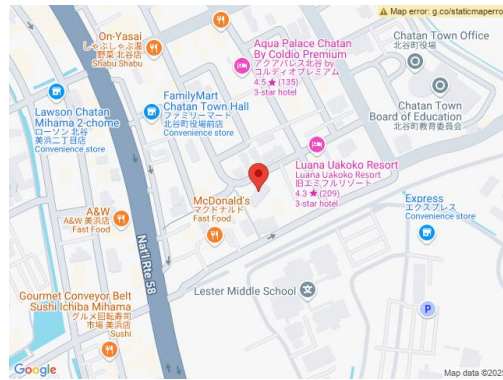 Map error: g.co/staticmaperro
On-Yasai
しゃぶしゃぶ温
野菜 北谷店
Shabu Shabu
Aqua Palace Chatan
By Coldio Premium
アクアパレス北谷 by
コルディオプレミアム
4.5★(135)
3-star hotel
Chatan Town Office
北谷町役場
Lawson Chatan
Mihama 2-chome
ローソン 北谷
美浜二丁目店
Convenience store
FamilyMart
Chatan Town Hall
ファミリーマート
北谷町役場前店
Convenience store
Chatan Town
Board of Education
北谷町教育委員会
Luana Uakoko Resort
Luana Uakoko Resort
旧エミフルリゾート
4.3★(209)
3-star hotel
McDonald's
マクドナルド
Fast Food
A&W
A&W 美浜店
Fast Food
Express
エクスプレス
Convenience store
Nat'l Rte 58
Lester Middle School
文
P
Gourmet Conveyor Belt
Sushi Ichiba Mihama
グルメ回転寿司
市場 美浜店
Sushi
Google
Map data ©202